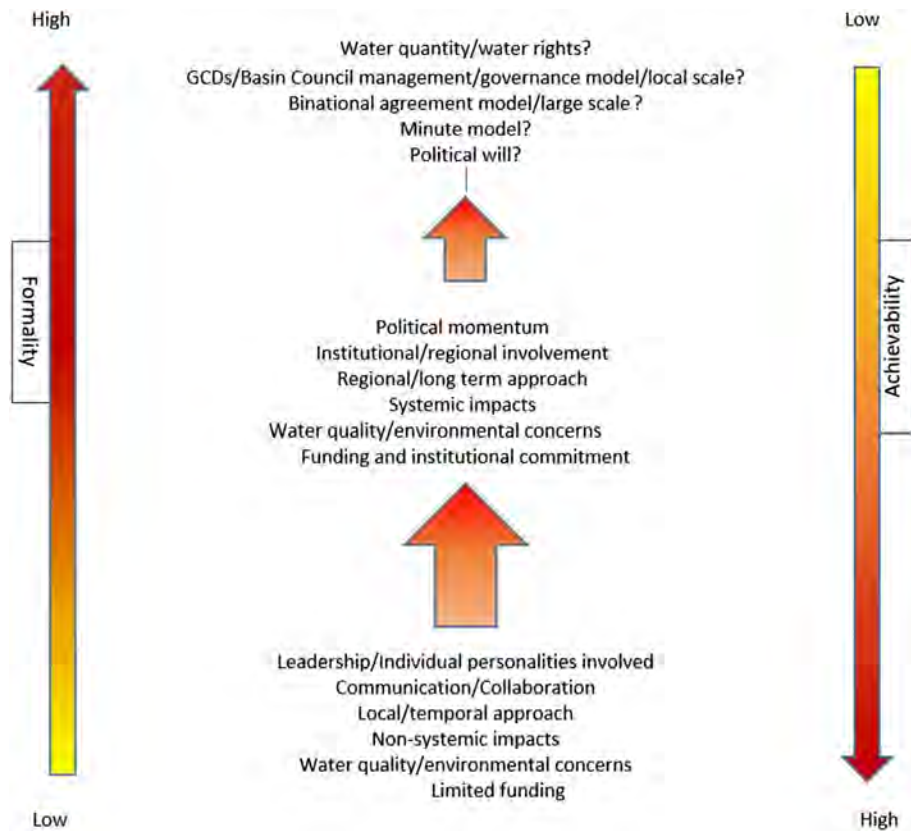 High
Low
Water quantity/water rights?
GCDs/Basin Council management/governance model/local scale?
Binational agreement model/large scale?
Minute model?
Political will?
Formality
Achievability
Political momentum
Institutional/regional involvement
Regional/long term approach
Systemic impacts
Water quality/environmental concerns
Funding and institutional commitment
Leadership/Individual personalities involved
Communication/Collaboration
Local/temporal approach
Non-systemic impacts
Water quality/environmental concerns
Limited funding
Low
High